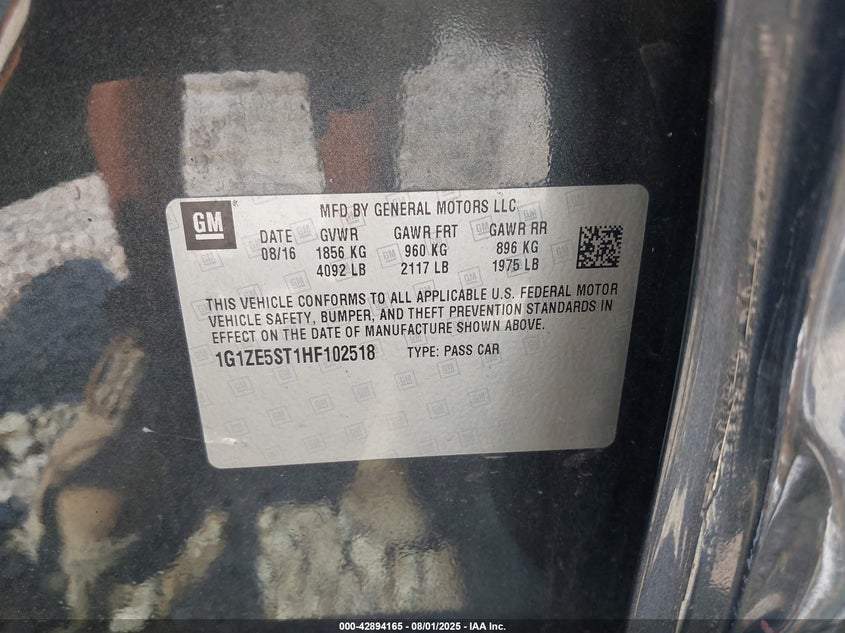 GM
MFD BY GENERAL MOTORS LLC
DATE GVWR GAWR FRT GAWR RR
08/16 1856 KG 960 KG 896 KG
4092 LB 2117 LB 1975 LB
THIS VEHICLE CONFORMS TO ALL APPLICABLE U.S. FEDERAL MOTOR
VEHICLE SAFETY, BUMPER, AND THEFT PREVENTION STANDARDS IN
EFFECT ON THE DATE OF MANUFACTURE SHOWN ABOVE.
1G1ZE5ST1HF102518 TYPE: PASS CAR
000-42894165 - 08/01/2025 - IAA Inc.